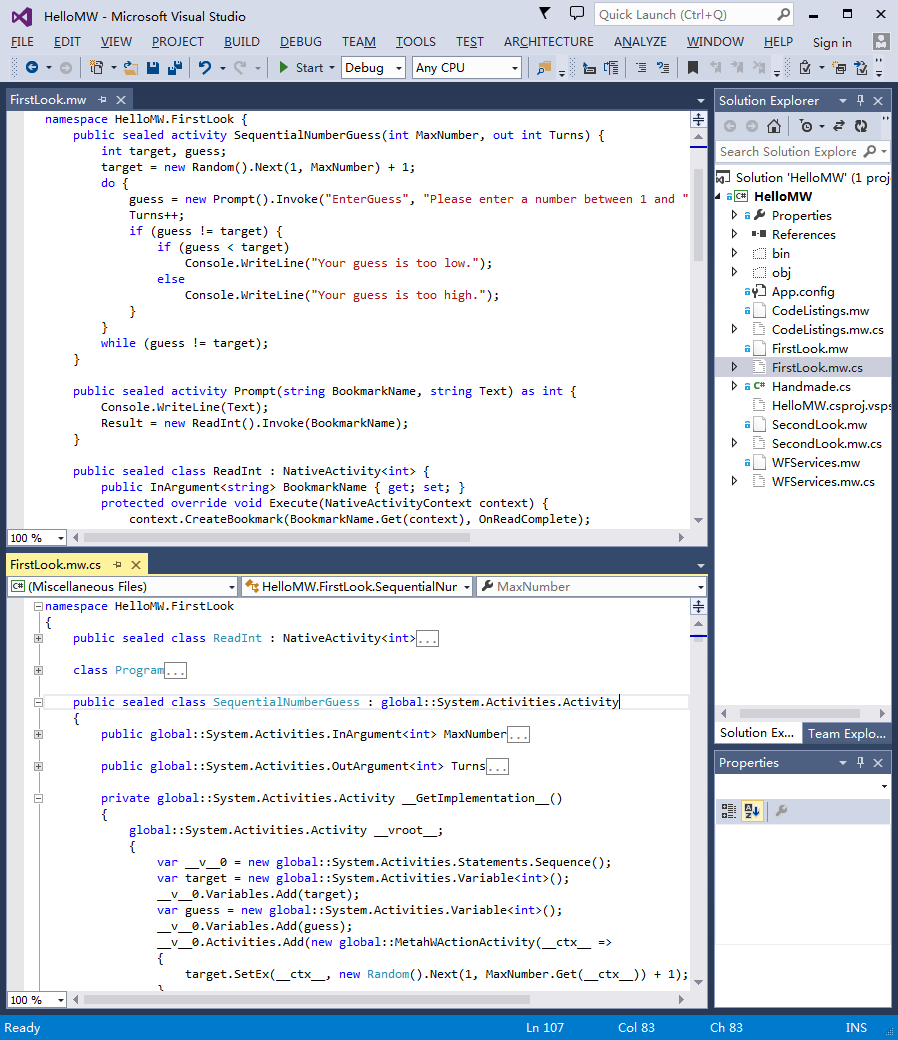 HelloMW - Microsoft Visual Studio
Quick Launch (Ctrl+Q)
FILE EDIT VIEW PROJECT BUILD DEBUG TEAM TOOLS TEST ARCHITECTURE ANALYZE WINDOW HELP Sign in
Start Debug Any CPU
FirstLook.mw
namespace HelloMW.FirstLook {
public sealed activity SequentialNumberGuess(int MaxNumber, out int Turns) {
int target, guess;
target = new Random().Next(1, MaxNumber) + 1;
do {
guess = new Prompt().Invoke("EnterGuess", "Please enter a number between 1 and "
Turns++;
if (guess != target) {
if (guess < target)
Console.WriteLine("Your guess is too low.");
else
Console.WriteLine("Your guess is too high.");
}
}
while (guess != target);
}
public sealed activity Prompt(string BookmarkName, string Text) as int {
Console.WriteLine(Text);
Result = new ReadInt().Invoke(BookmarkName);
}
public sealed class ReadInt : NativeActivity<int> {
public InArgument<string> BookmarkName { get; set; }
protected override void Execute(NativeActivityContext context) {
context.CreateBookmark(BookmarkName.Get(context), OnReadComplete);
100 %
FirstLook.mw.cs
(Miscellaneous Files) HelloMW.FirstLook.SequentialNur MaxNumber
namespace HelloMW.FirstLook
{
public sealed class ReadInt : NativeActivity<int>...
class Program...
public sealed class SequentialNumberGuess : global::System.Activities.Activity
{
public global::System.Activities.InArgument<int> MaxNumber...
public global::System.Activities.OutArgument<int> Turns...
private global::System.Activities.Activity __GetImplementation__()
{
global::System.Activities.Activity __vroot__;
{
var __v__0 = new global::System.Activities.Statements.Sequence();
var target = new global::System.Activities.Variable<int>();
__v__0.Variables.Add(target);
var guess = new global::System.Activities.Variable<int>();
__v__0.Variables.Add(guess);
__v__0.Activities.Add(new global::MetahWActionActivity(__ctx__ =>
{
target.SetEx(__ctx__, new Random().Next(1, MaxNumber.Get(__ctx__)) + 1);
}
100 %
Solution Explorer
Search Solution Explore
Solution 'HelloMW' (1 proj
C# HelloMW
Properties
References
bin
obj
App.config
CodeListings.mw
CodeListings.mw.cs
FirstLook.mw
FirstLook.mw.cs
C# Handmade.cs
HelloMW.csproj.vsps
SecondLook.mw
SecondLook.mw.cs
WFServices.mw
WFServices.mw.cs
Solution Ex... Team Explo...
Properties
Ready Ln 107 Col 83 Ch 83 INS